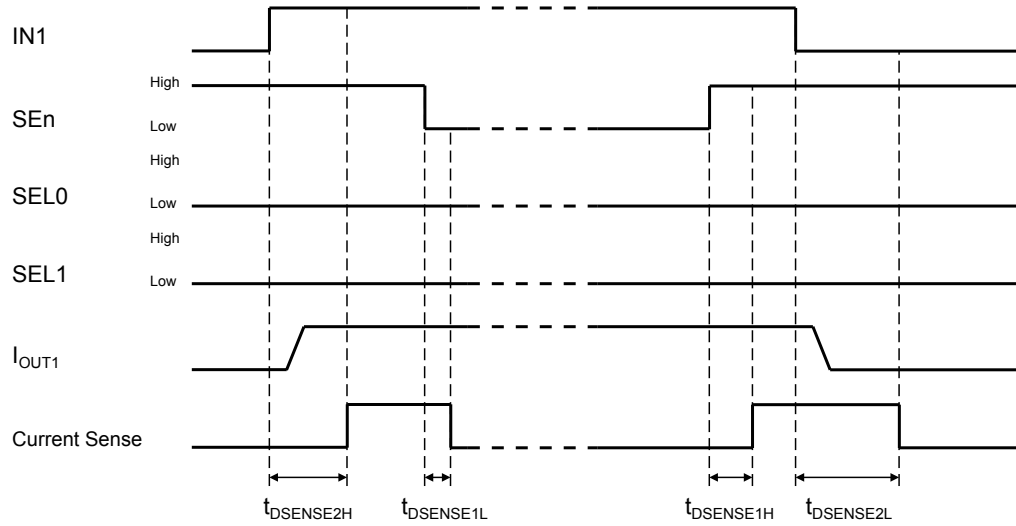 IN1
High
SEn
Low
High
SEL0
Low
High
SEL1
Low
IOUT1
Current Sense
tDSENSE2H tDSENSE1L tDSENSE1H tDSENSE2L